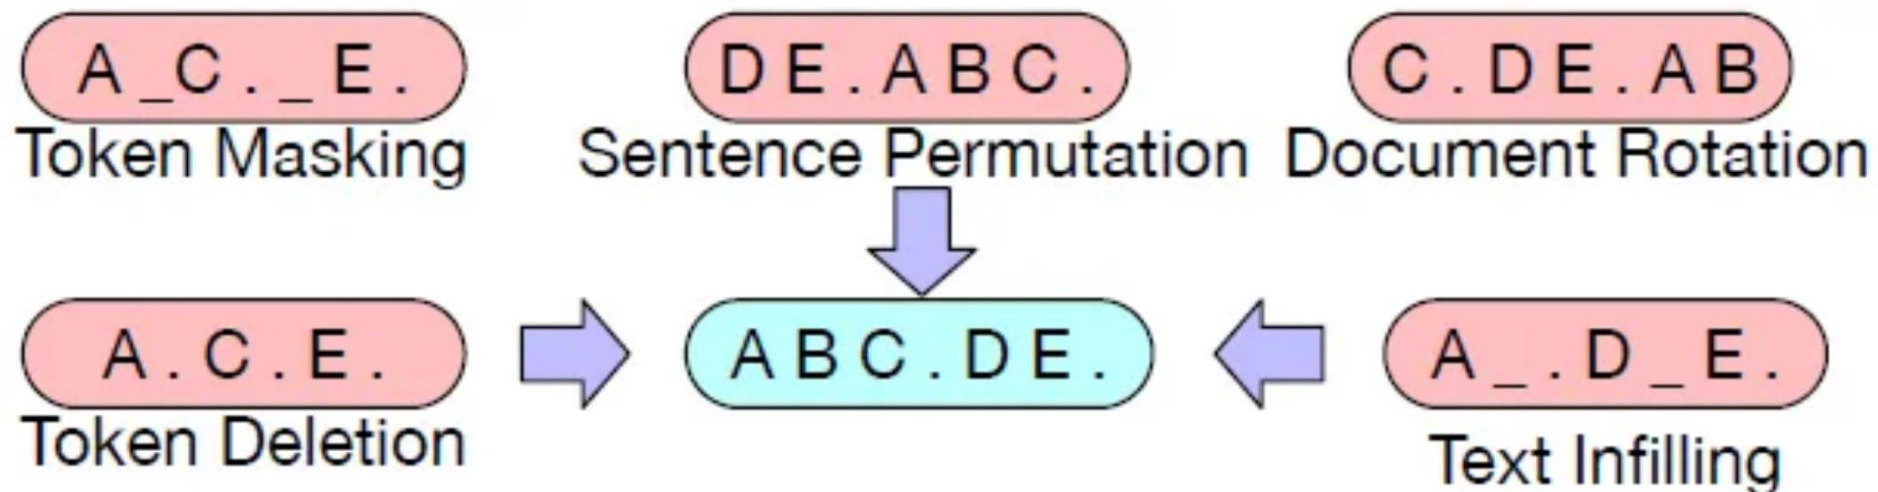 A _ C . _ E .
D E . A B C .
C . D E . A B
Token Masking
Sentence Permutation
Document Rotation
A . C . E .
A B C . D E .
A _ . D _ E .
Token Deletion
Text Infilling